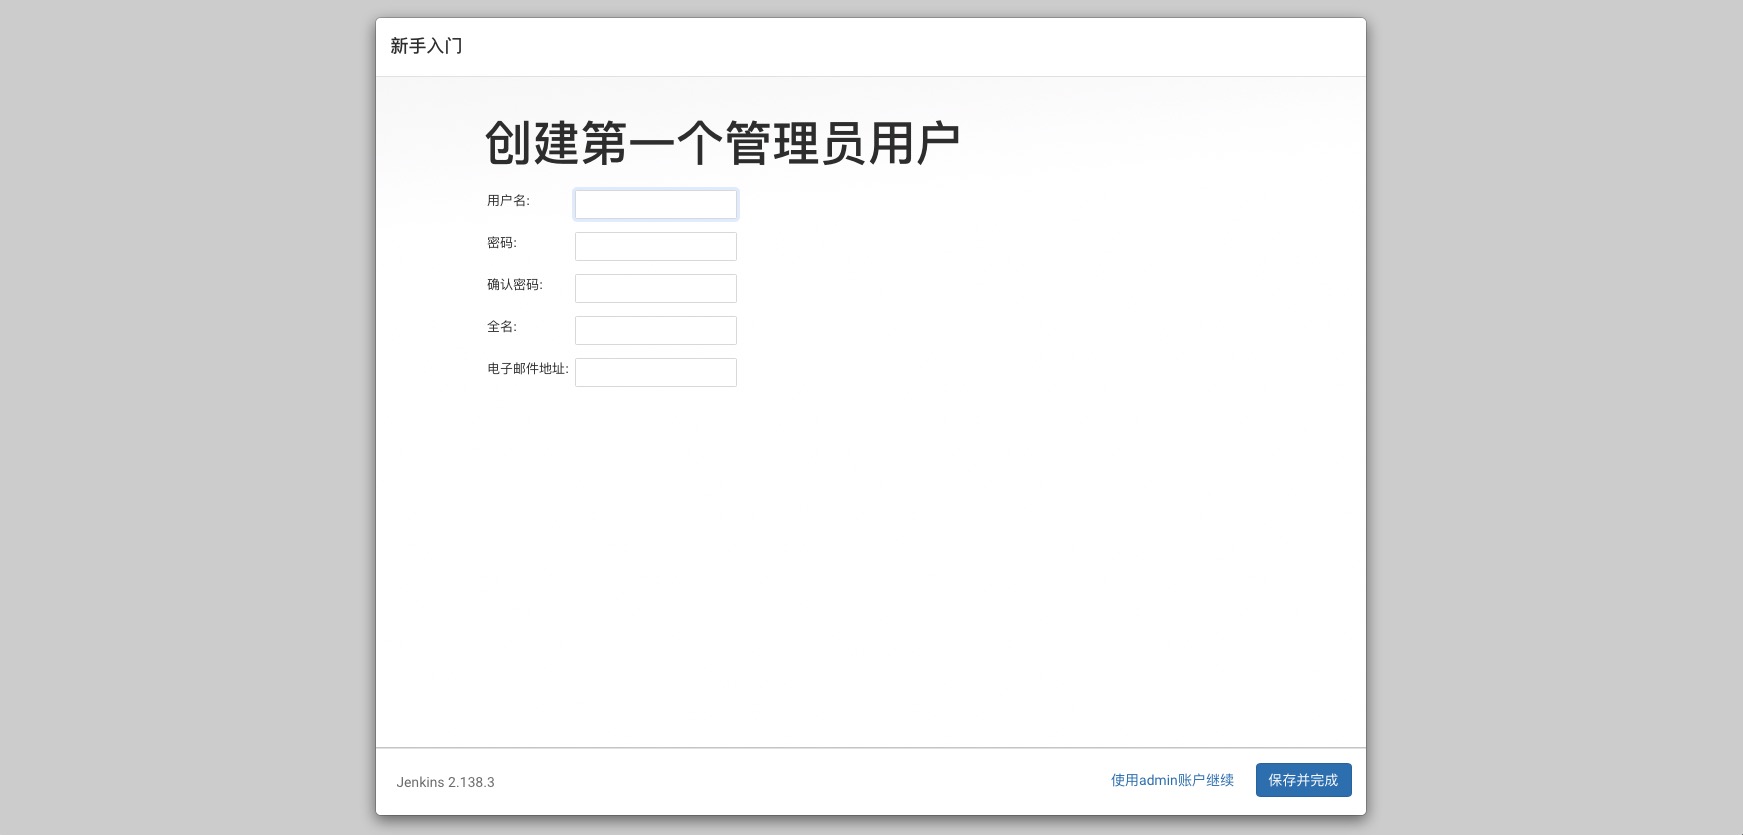 新手入门
创建第一个管理员用户
用户名:
密码:
确认密码:
全名:
电子邮件地址:
Jenkins 2.138.3
使用admin账户继续
保存并完成